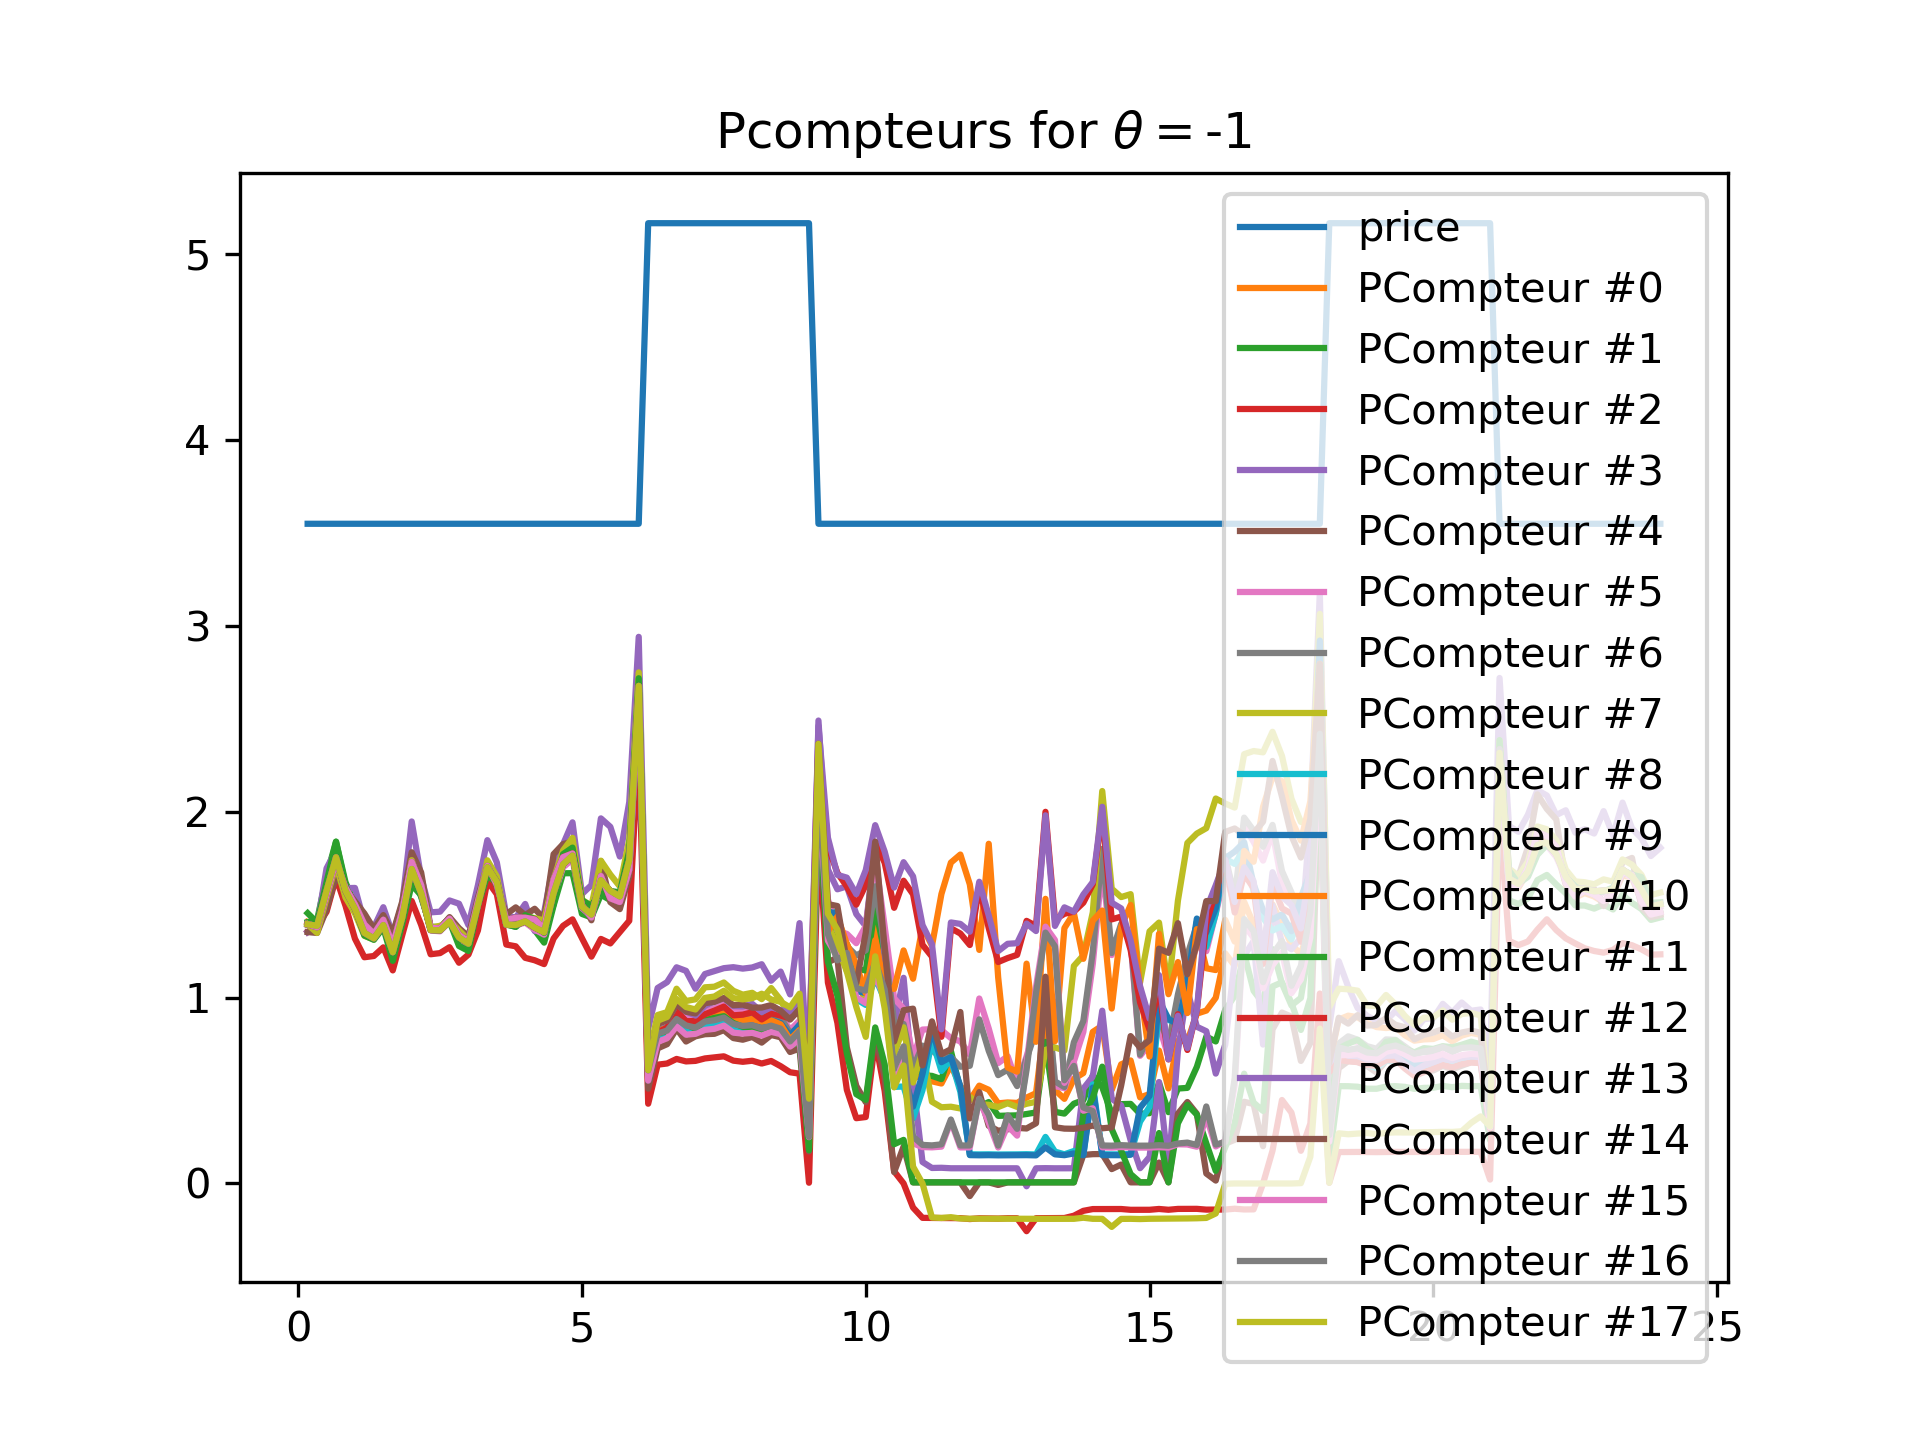 Pcompteurs for θ = -1
5
4
3
2
1
0
0
5
10
15
20
25
price
PCompteur #0
PCompteur #1
PCompteur #2
PCompteur #3
PCompteur #4
PCompteur #5
PCompteur #6
PCompteur #7
PCompteur #8
PCompteur #9
PCompteur #10
PCompteur #11
PCompteur #12
PCompteur #13
PCompteur #14
PCompteur #15
PCompteur #16
PCompteur #17